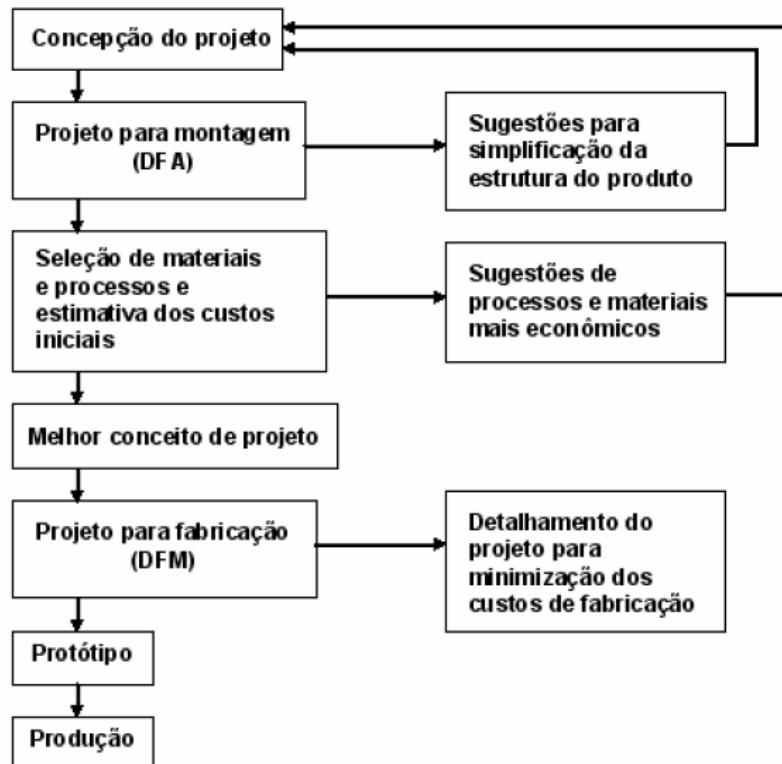 Concepção do projeto
Projeto para montagem
(DFA)
Sugestões para
simplificação da
estrutura do produto
Seleção de materiais
e processos e
estimativa dos custos
iniciais
Sugestões de
processos e materiais
mais econômicos
Melhor conceito de projeto
Projeto para fabricação
(DFM)
Detalhamento do
projeto para
minimização dos
custos de fabricação
Protótipo
Produção